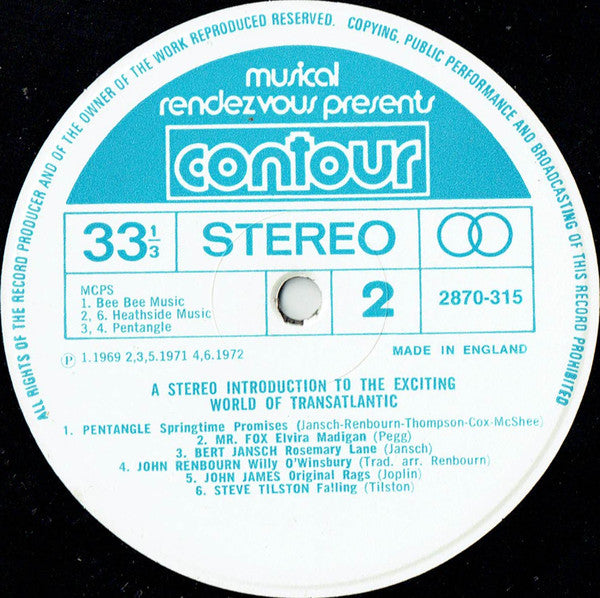 ALL RIGHTS OF THE RECORD PRODUCER AND OF THE OWNER OF THE WORK REPRODUCED RESERVED. COPYING, PUBLIC PERFORMANCE AND BROADCASTING OF THIS RECORD PROHIBITED
musical
rendezvous presents
contour
33 1/3 STEREO
MCPS
1. Bee Bee Music
2, 6. Heathside Music
3, 4. Pentangle
2
2870-315
Ⓟ 1.1969 2,3,5.1971 4,6.1972
MADE IN ENGLAND
A STEREO INTRODUCTION TO THE EXCITING
WORLD OF TRANSATLANTIC
1. PENTANGLE Springtime Promises (Jansch-Renbourn-Thompson-Cox-McShee)
2. MR. FOX Elvira Madigan (Pegg)
3. BERT JANSCH Rosemary Lane (Jansch)
4. JOHN RENBOURN Willy O'Winsbury (Trad. arr. Renbourn)
5. JOHN JAMES Original Rags (Joplin)
6. STEVE TILSTON Falling (Tilston)